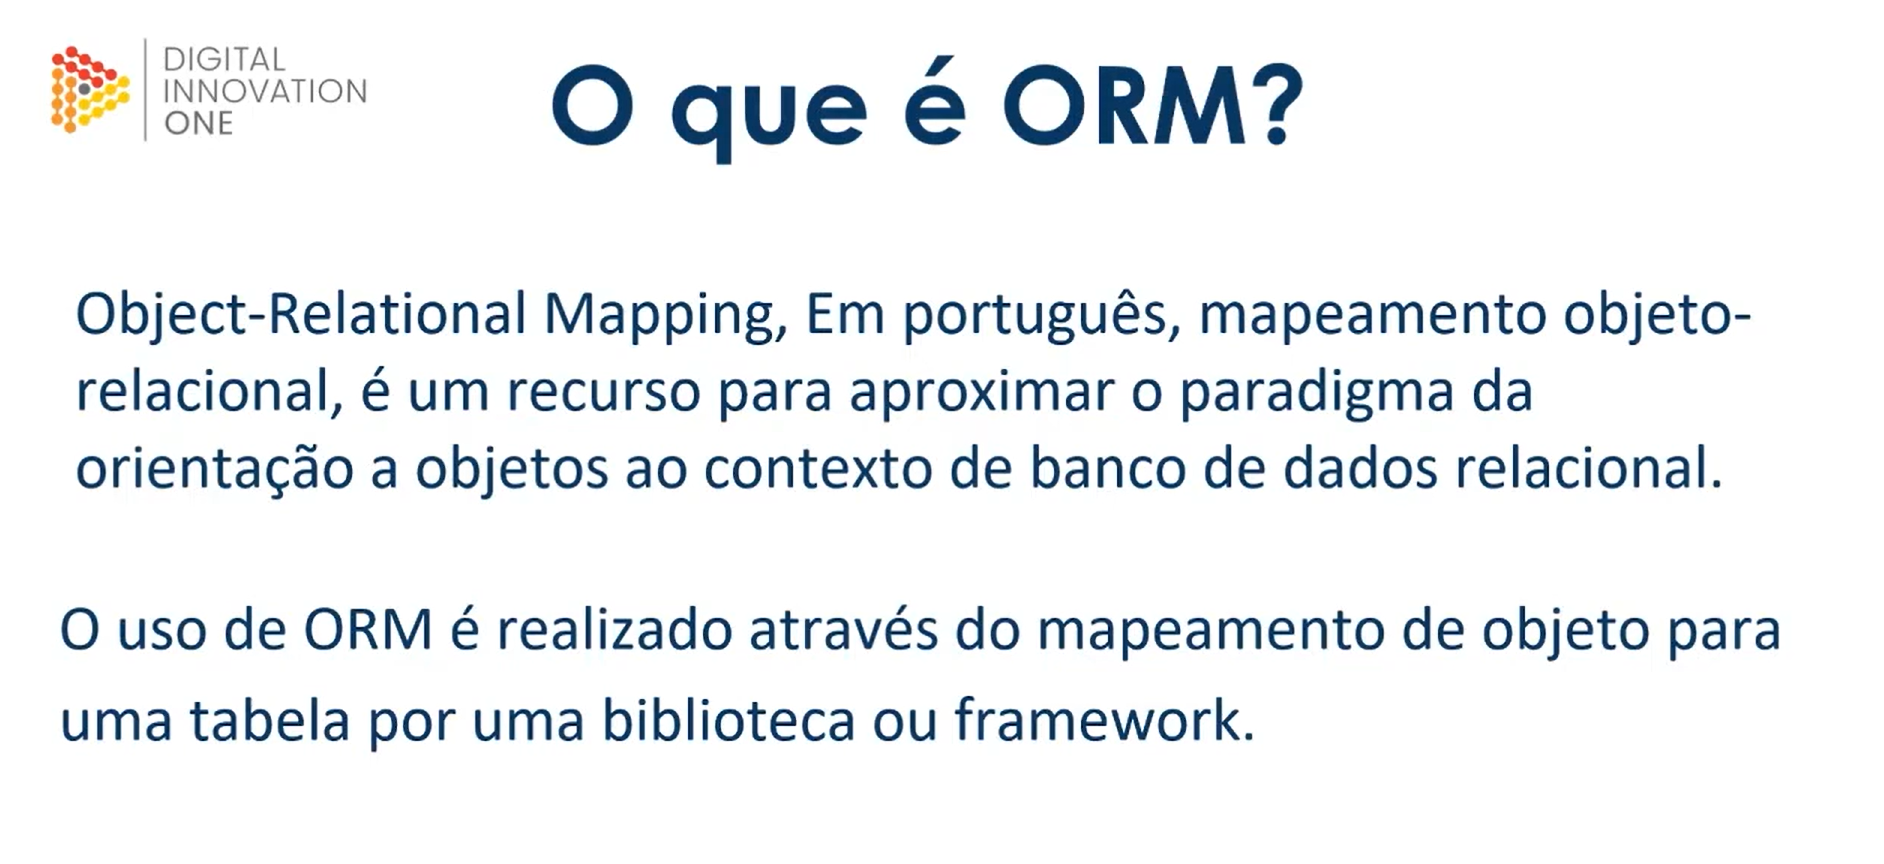 DIGITAL
INNOVATION
ONE
O que é ORM?
Object-Relational Mapping, Em português, mapeamento objeto-
relacional, é um recurso para aproximar o paradigma da
orientação a objetos ao contexto de banco de dados relacional.
O uso de ORM é realizado através do mapeamento de objeto para
uma tabela por uma biblioteca ou framework.